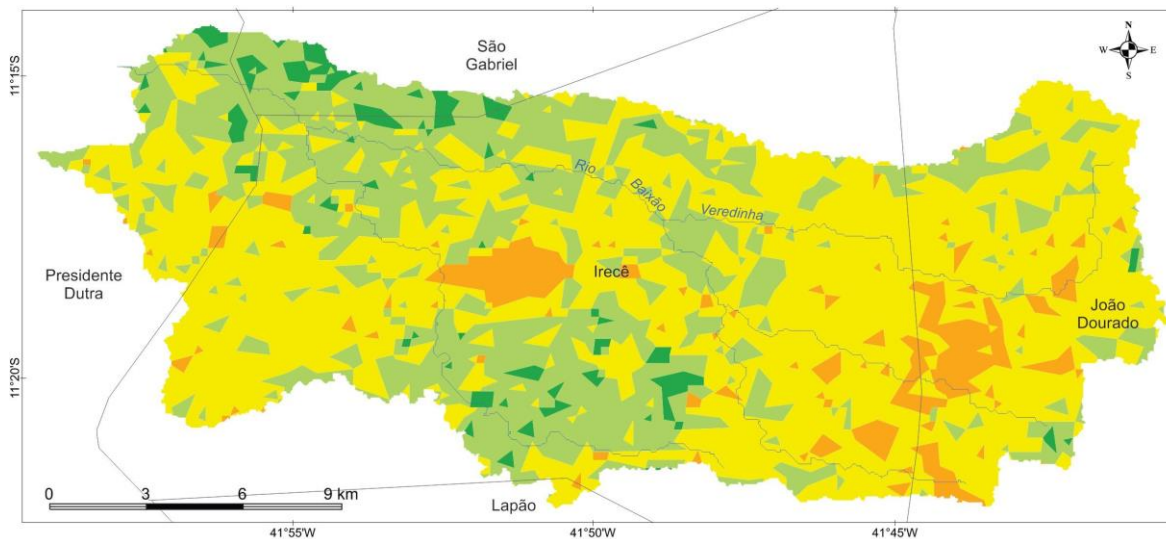 N
W E
S
São
Gabriel
11°15'S
Rio
Baixão
Veredinha
Presidente
Dutra
Irecê
João
Dourado
11°20'S
0 3 6 9 km
Lapão
41°55'W 41°50'W 41°45'W